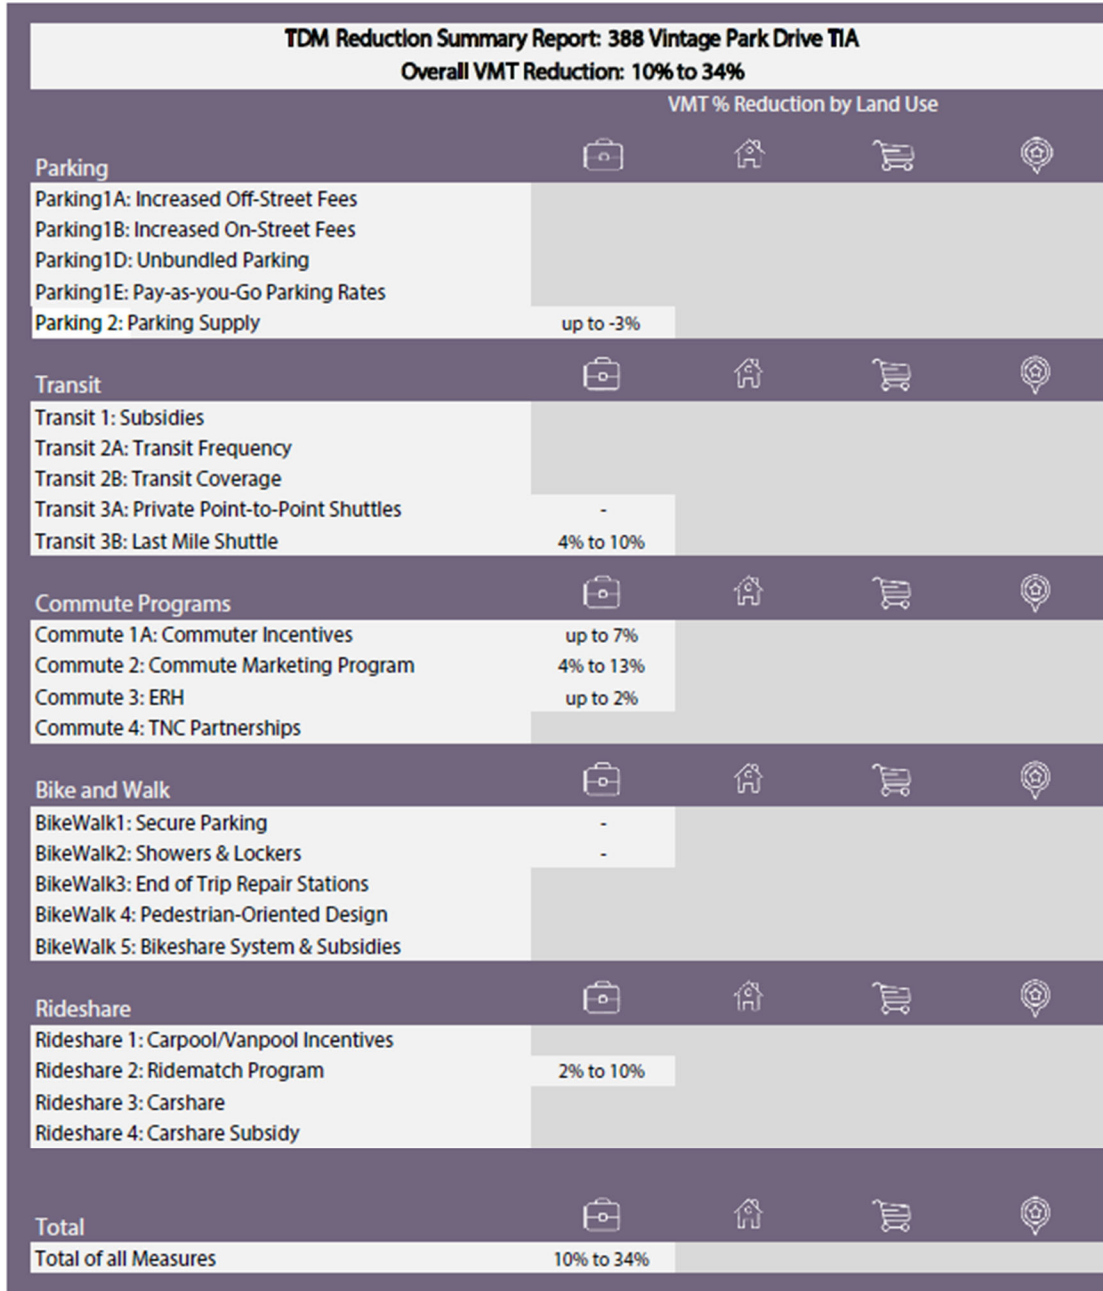 TDM Reduction Summary Report: 388 Vintage Park Drive TIA
Overall VMT Reduction: 10% to 34%
VMT % Reduction by Land Use
Parking
Parking1A: Increased Off-Street Fees
Parking1B: Increased On-Street Fees
Parking1D: Unbundled Parking
Parking1E: Pay-as-you-Go Parking Rates
Parking 2: Parking Supply up to -3%
Transit
Transit 1: Subsidies
Transit 2A: Transit Frequency
Transit 2B: Transit Coverage
Transit 3A: Private Point-to-Point Shuttles -
Transit 3B: Last Mile Shuttle 4% to 10%
Commute Programs
Commute 1A: Commuter Incentives up to 7%
Commute 2: Commute Marketing Program 4% to 13%
Commute 3: ERH up to 2%
Commute 4: TNC Partnerships
Bike and Walk
BikeWalk1: Secure Parking -
BikeWalk2: Showers & Lockers -
BikeWalk3: End of Trip Repair Stations
BikeWalk 4: Pedestrian-Oriented Design
BikeWalk 5: Bikeshare System & Subsidies
Rideshare
Rideshare 1: Carpool/Vanpool Incentives
Rideshare 2: Ridematch Program 2% to 10%
Rideshare 3: Carshare
Rideshare 4: Carshare Subsidy
Total
Total of all Measures 10% to 34%